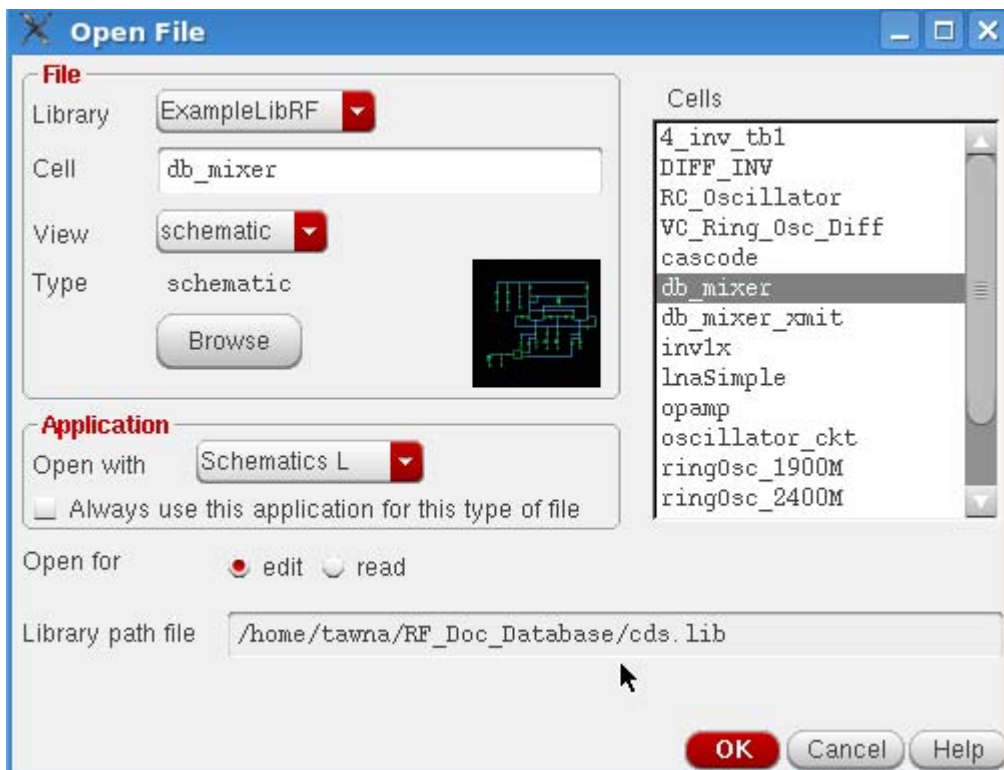 Open File
File
Library ExampleLibRF
Cell db_mixer
View schematic
Type schematic
Browse
Application
Open with Schematics L
Always use this application for this type of file
Cells
4_inv_tb1
DIFF_INV
RC_Oscillator
VC_Ring_Osc_Diff
cascode
db_mixer
db_mixer_xmit
inv1x
lnaSimple
opamp
oscillator_ckt
ringOsc_1900M
ringOsc_2400M
Open for edit read
Library path file /home/tawna/RF_Doc_Database/cds.lib
OK Cancel Help